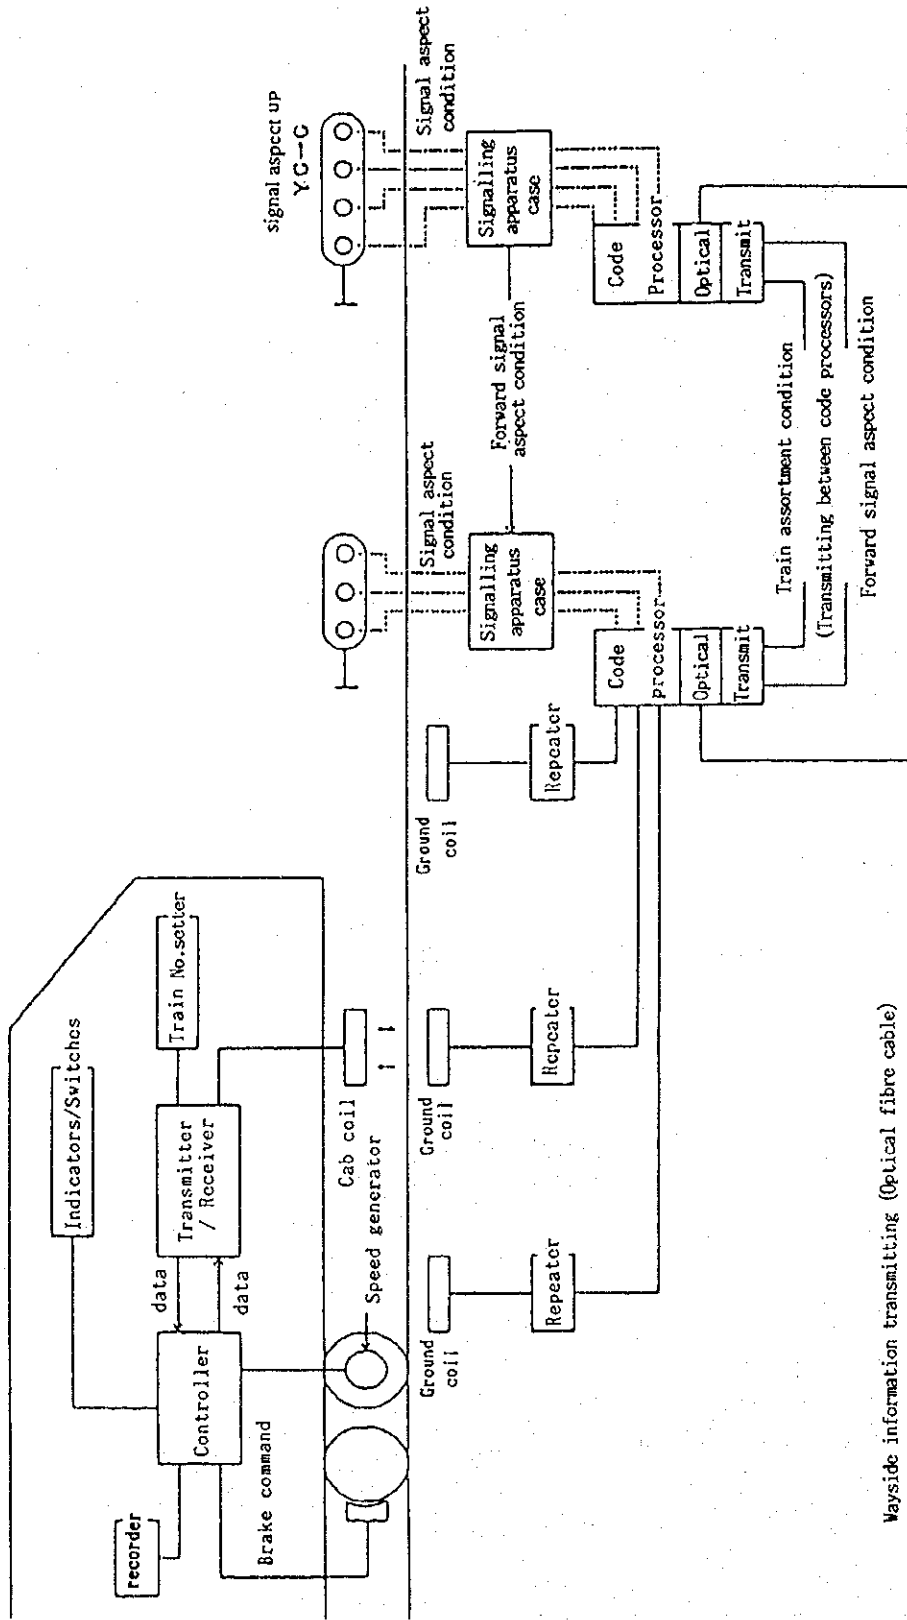 Indicators/Switches
Train No.setter
recorder
Controller
data
data
Transmitter
/ Receiver
Brake command
Cab coil
Speed generator
Ground
coil
Ground
coil
Ground
coil
Repeater
Repeater
Repeater
signal aspect up
YG→G
Signal aspect
condition
Signal aspect
condition
Signalling
apparatus
case
Forward signal
aspect condition
Signalling
apparatus
case
Code
processor
Optical
Transmit
Code
Processor
Optical
Transmit
Train assortment condition
(Transmitting between code processors)
Forward signal aspect condition
Wayside information transmitting (Optical fibre cable)